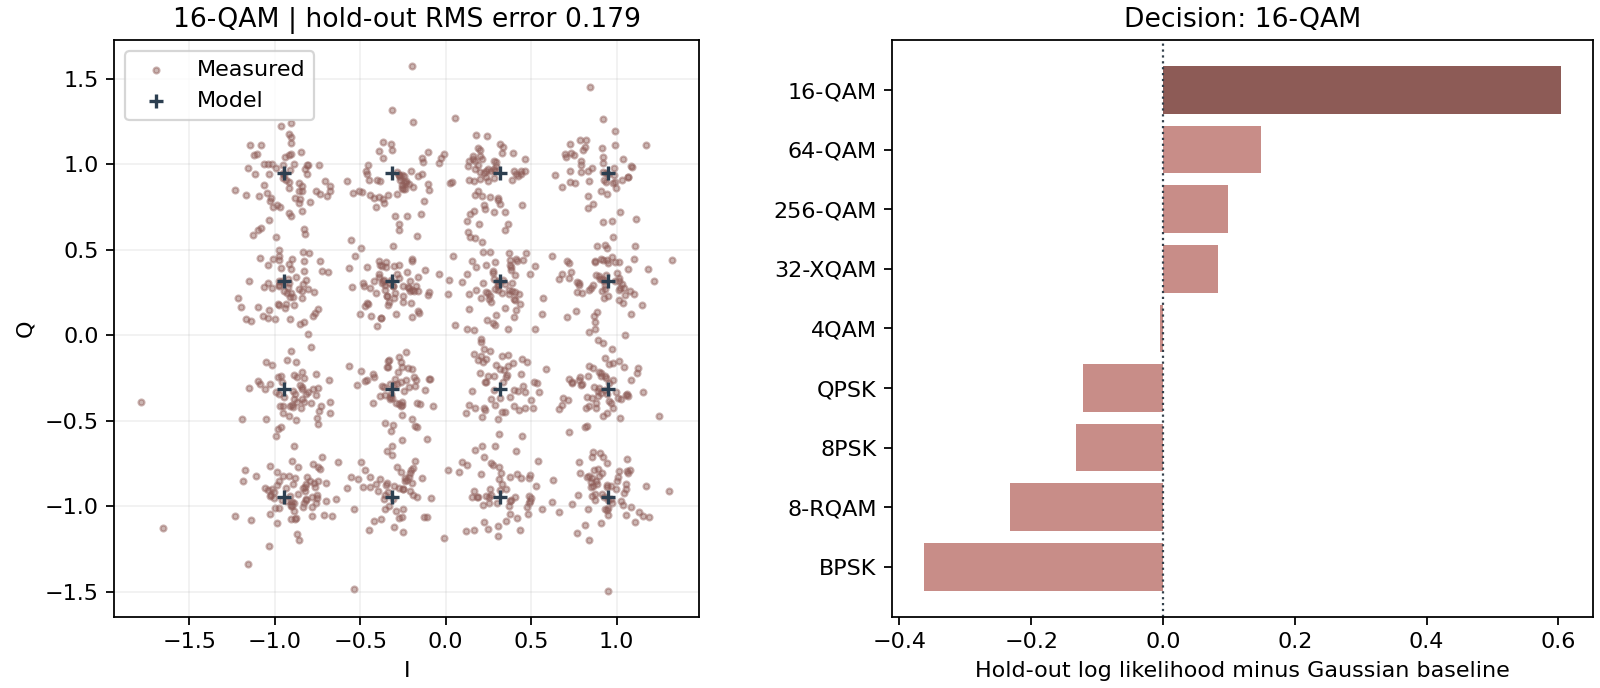 16-QAM | hold-out RMS error 0.179
Measured
Model
1.5
1.0
0.5
0.0
−0.5
−1.0
−1.5
Q
−1.5
−1.0
−0.5
0.0
0.5
1.0
I
Decision: 16-QAM
16-QAM
64-QAM
256-QAM
32-XQAM
4QAM
QPSK
8PSK
8-RQAM
BPSK
−0.4
−0.2
0.0
0.2
0.4
0.6
Hold-out log likelihood minus Gaussian baseline